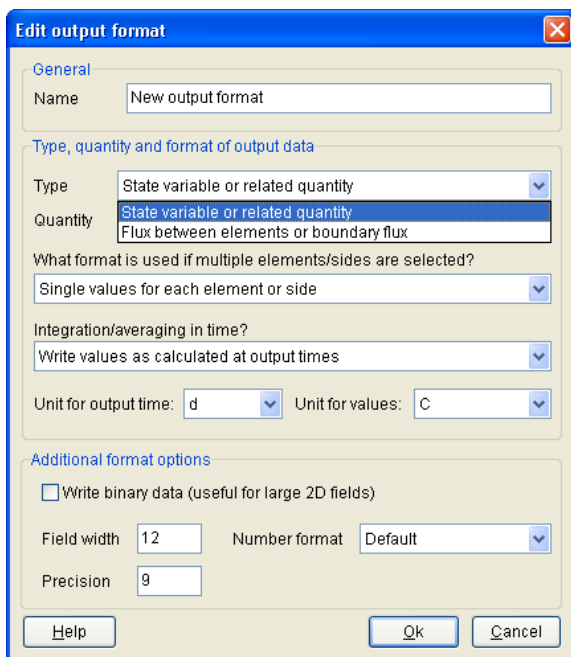 Edit output format
General
Name New output format
Type, quantity and format of output data
Type State variable or related quantity
State variable or related quantity
Quantity
Flux between elements or boundary flux
What format is used if multiple elements/sides are selected?
Single values for each element or side
Integration/averaging in time?
Write values as calculated at output times
Unit for output time: d Unit for values: C
Additional format options
Write binary data (useful for large 2D fields)
Field width 12 Number format Default
Precision 9
Help Ok Cancel